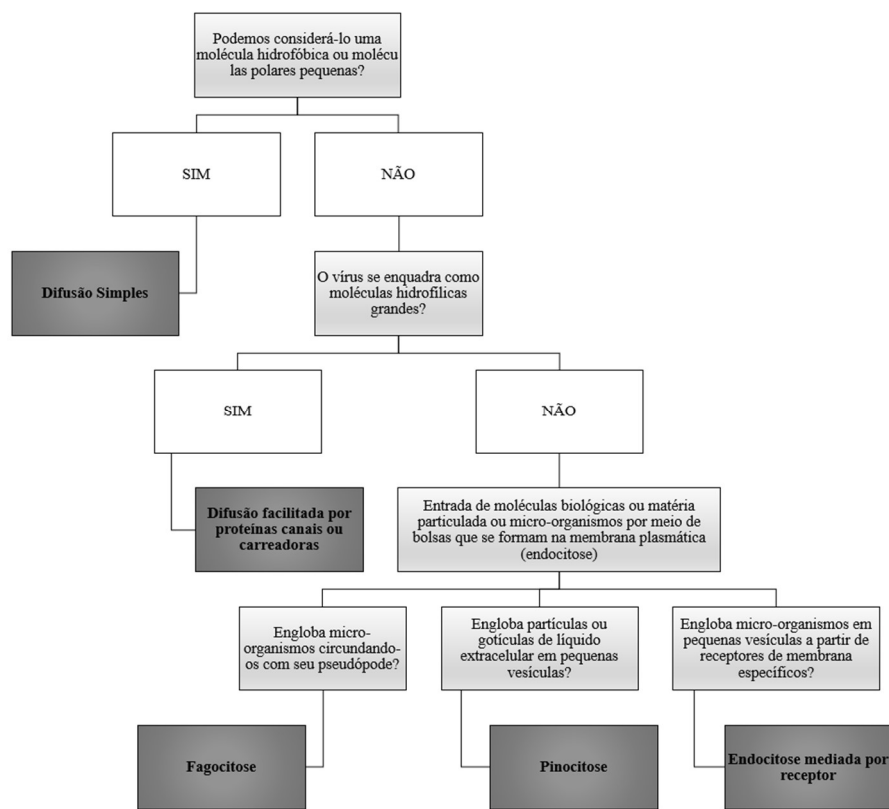 Podemos considerá-lo uma
molécula hidrofóbica ou molécu
las polares pequenas?
SIM
NÃO
Difusão Simples
O vírus se enquadra como
moléculas hidrofílicas
grandes?
SIM
NÃO
Difusão facilitada por
proteínas canais ou
carreadoras
Entrada de moléculas biológicas ou matéria
particulada ou micro-organismos por meio de
bolsas que se formam na membrana plasmática
(endocitose)
Engloba micro-
organismos circundando-
os com seu pseudópode?
Engloba partículas ou
gotículas de líquido
extracelular em pequenas
vesículas?
Engloba micro-organismos em
pequenas vesículas a partir de
receptores de membrana
específicos?
Fagocitose
Pinocitose
Endocitose mediada por
receptor